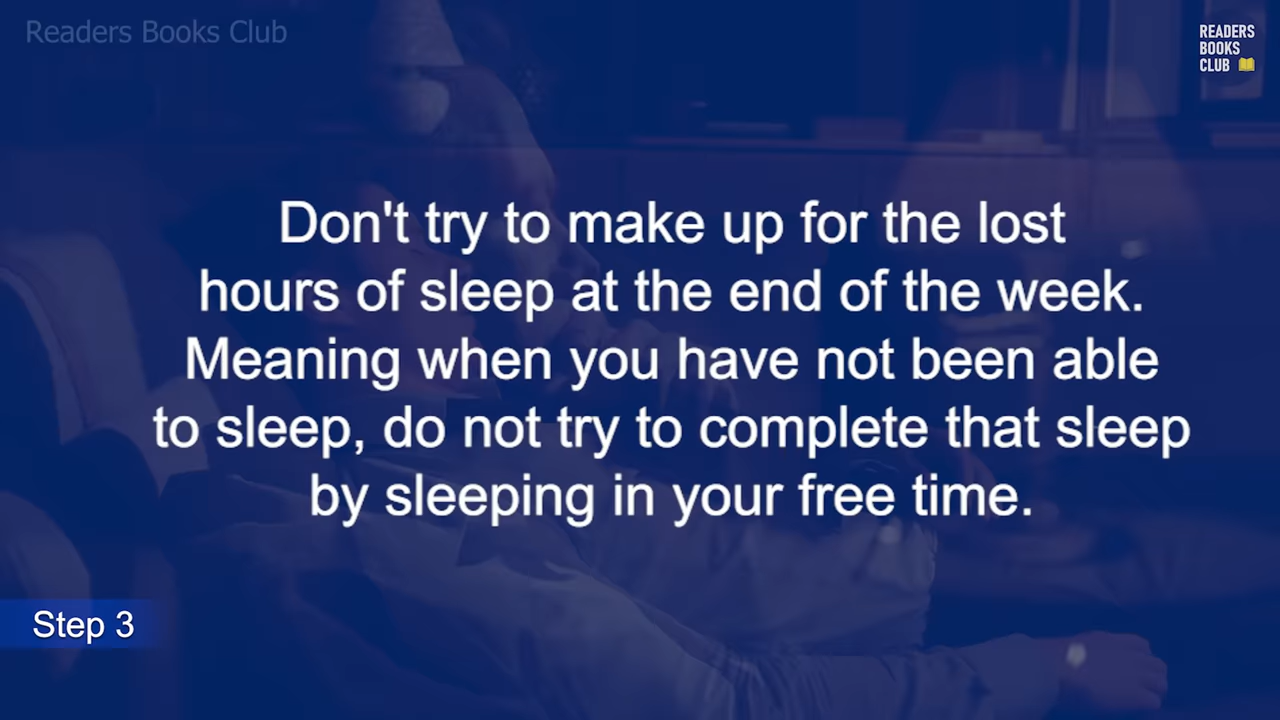 Readers Books Club
READERS
BOOKS
CLUB
Don't try to make up for the lost
hours of sleep at the end of the week.
Meaning when you have not been able
to sleep, do not try to complete that sleep
by sleeping in your free time.
Step 3